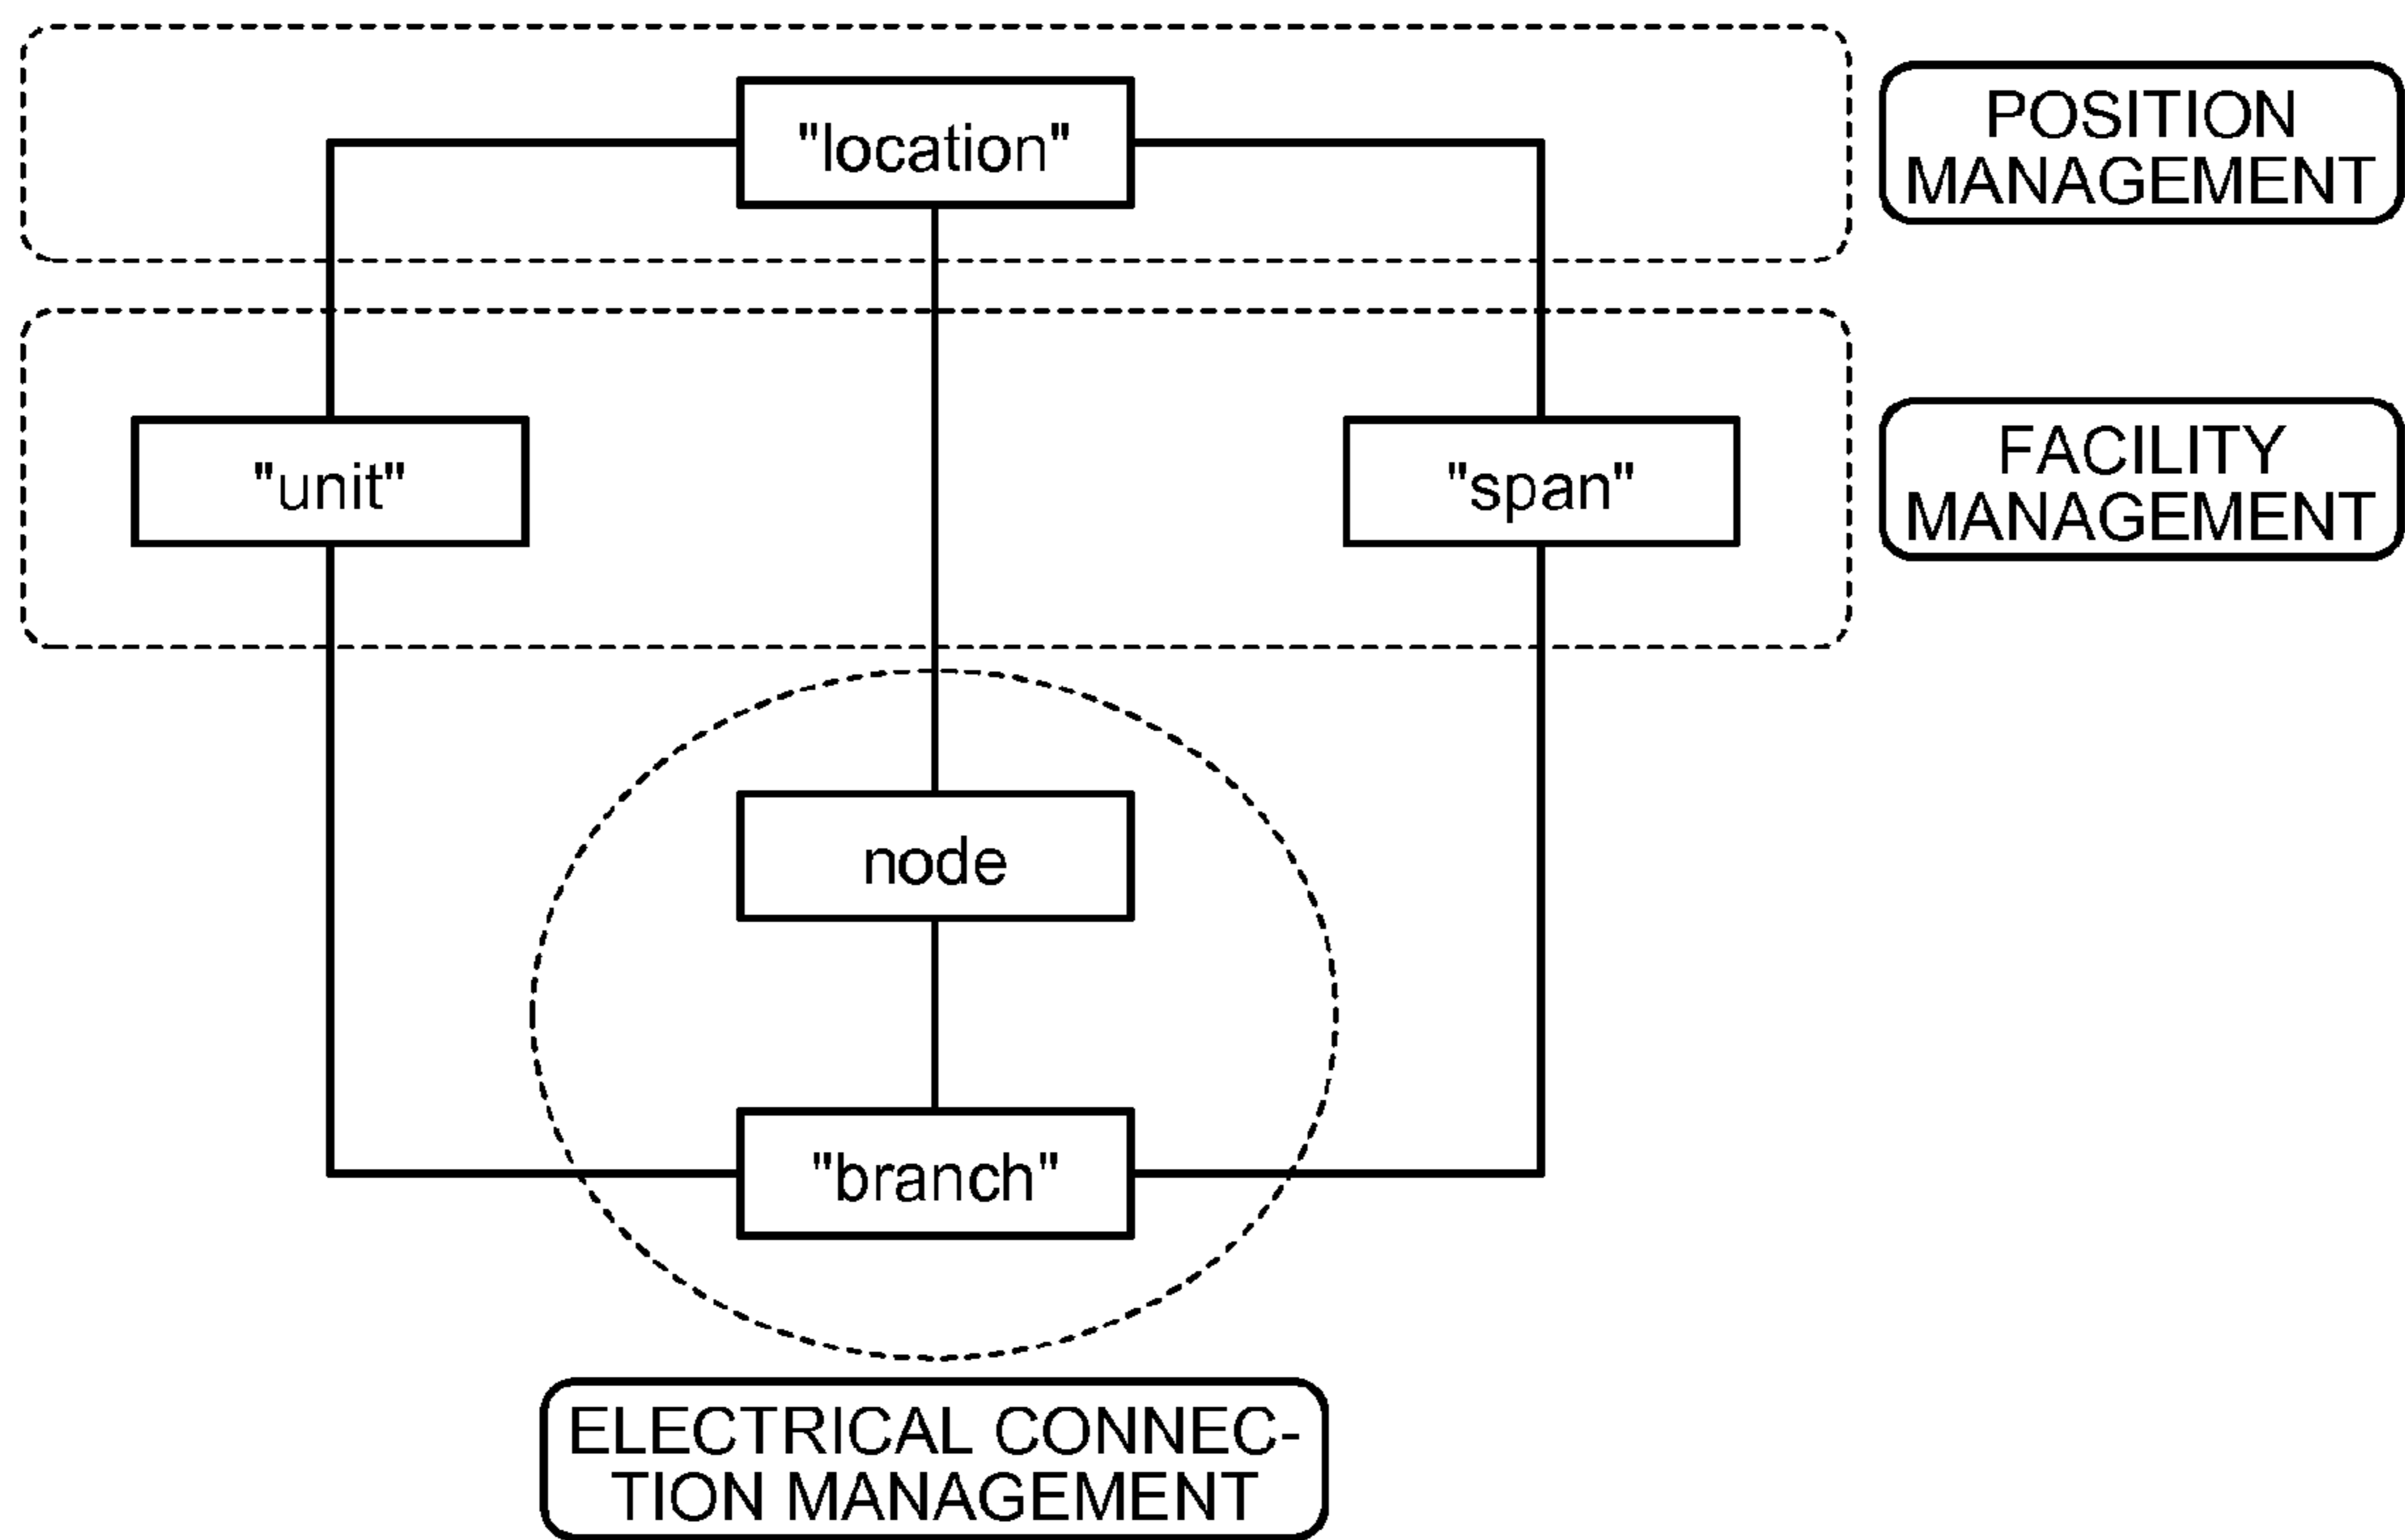 "location"
POSITION
MANAGEMENT
"unit"
"span"
FACILITY
MANAGEMENT
node
"branch"
ELECTRICAL CONNEC-
TION MANAGEMENT